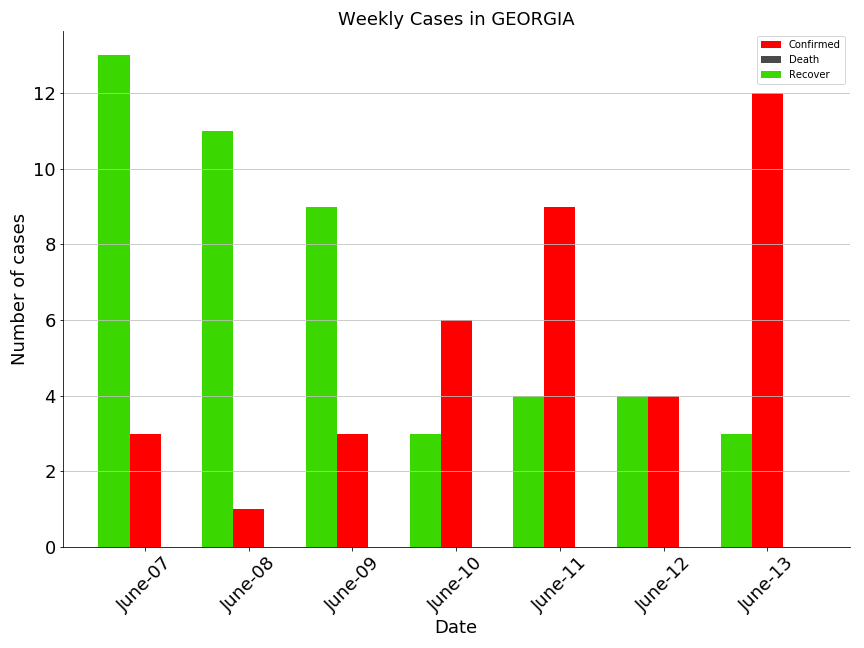 Weekly Cases in GEORGIA
Confirmed
Death
Recover
Number of cases
12
10
8
6
4
2
0
June-07
June-08
June-09
June-10
June-11
June-12
June-13
Date